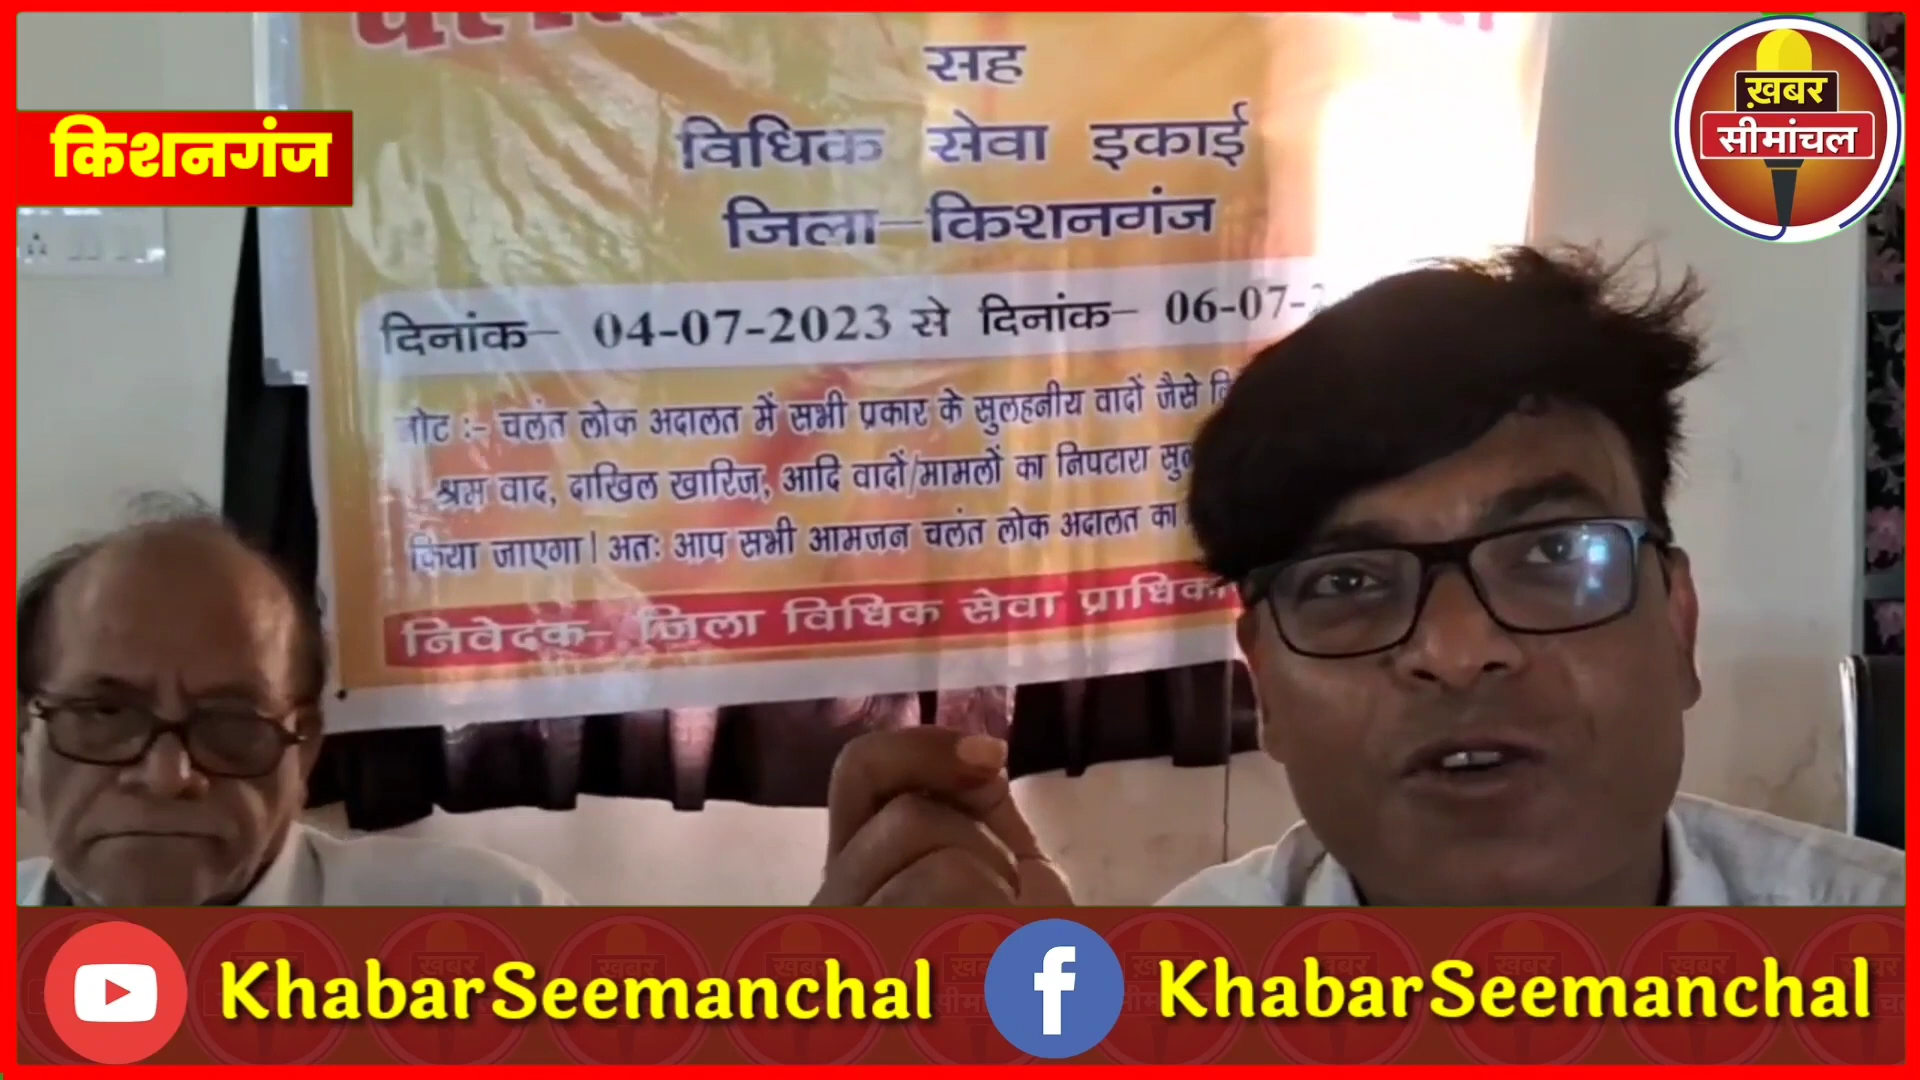 सह
विधिक सेवा इकाई
जिला-किशनगंज
किशनगंज
ख़बर
सीमांचल
दिनांक- 04-07-2023 से दिनांक- 06-07-
नोट :- चलंत लोक अदालत में सभी प्रकार के सुलहनीय वादों जैसे
श्रम वाद, दाखिल खारिज, आदि वादों/मामलों का निपटारा
किया जाएगा। अतः आप सभी आमजन चलंत लोक अदालत का
निवेदक- जिला विधिक सेवा
KhabarSeemanchal
KhabarSeemanchal